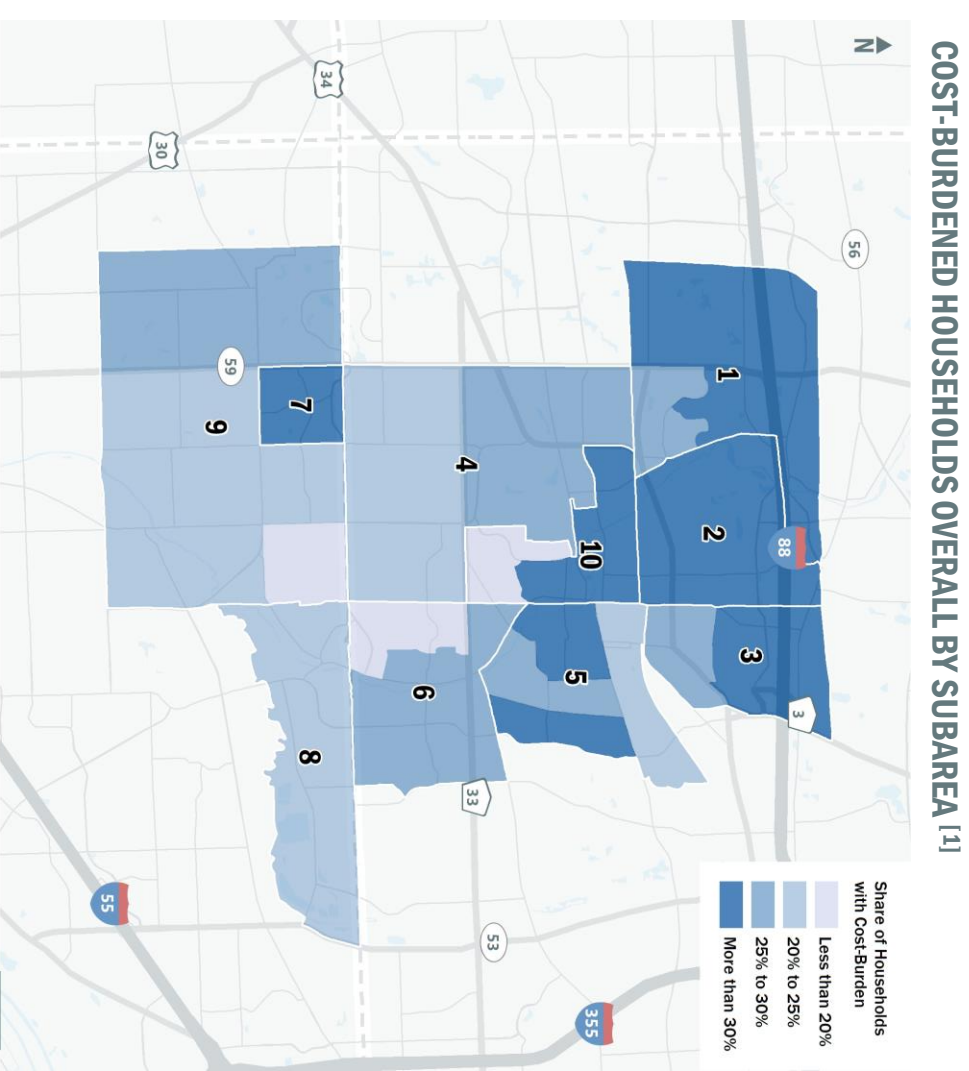 COST-BURDENED HOUSEHOLDS OVERALL BY SUBAREA [1]
N
Share of Households
with Cost-Burden
Less than 20%
20% to 25%
25% to 30%
More than 30%
56
88
3
1
2
3
10
5
4
6
7
9
8
34
30
59
33
53
355
55